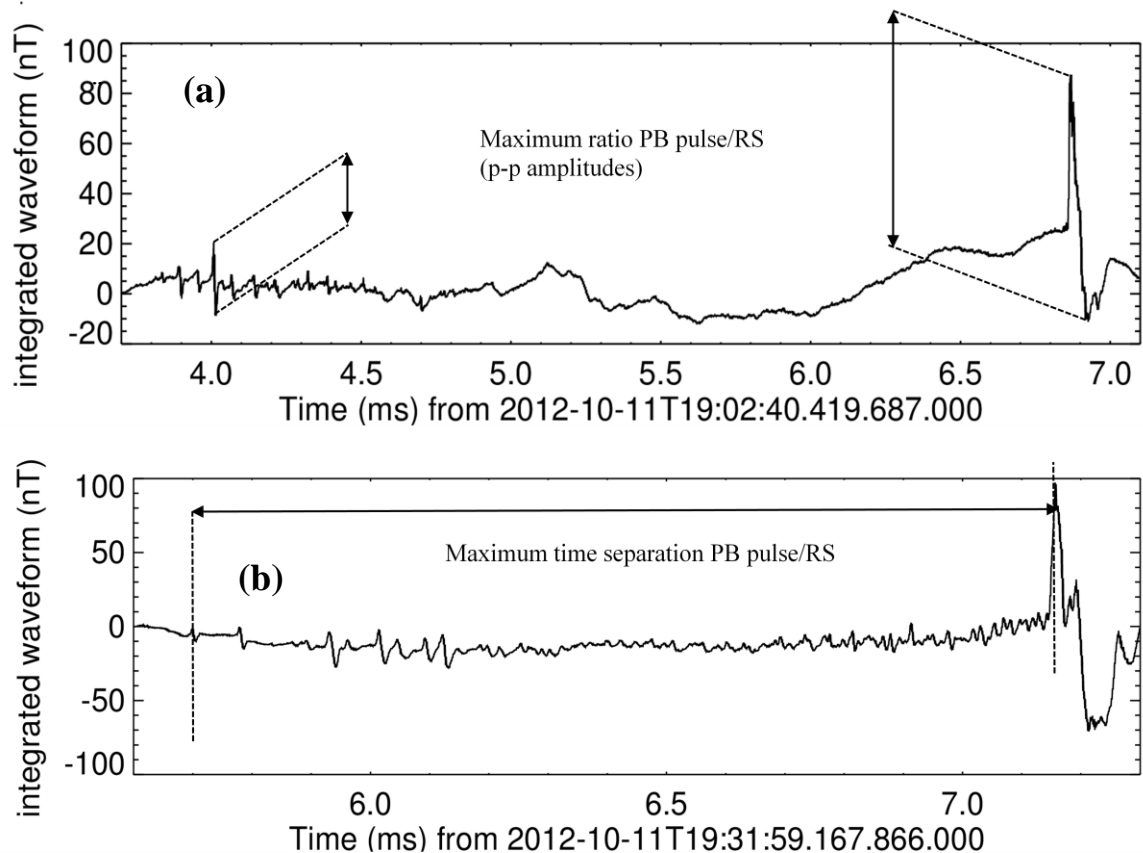 integrated waveform (nT)
100
80
60
40
20
0
-20
(a)
Maximum ratio PB pulse/RS
(p-p amplitudes)
4.0 4.5 5.0 5.5 6.0 6.5 7.0
Time (ms) from 2012-10-11T19:02:40.419.687.000
integrated waveform (nT)
100
50
0
-50
-100
Maximum time separation PB pulse/RS
(b)
6.0 6.5 7.0
Time (ms) from 2012-10-11T19:31:59.167.866.000